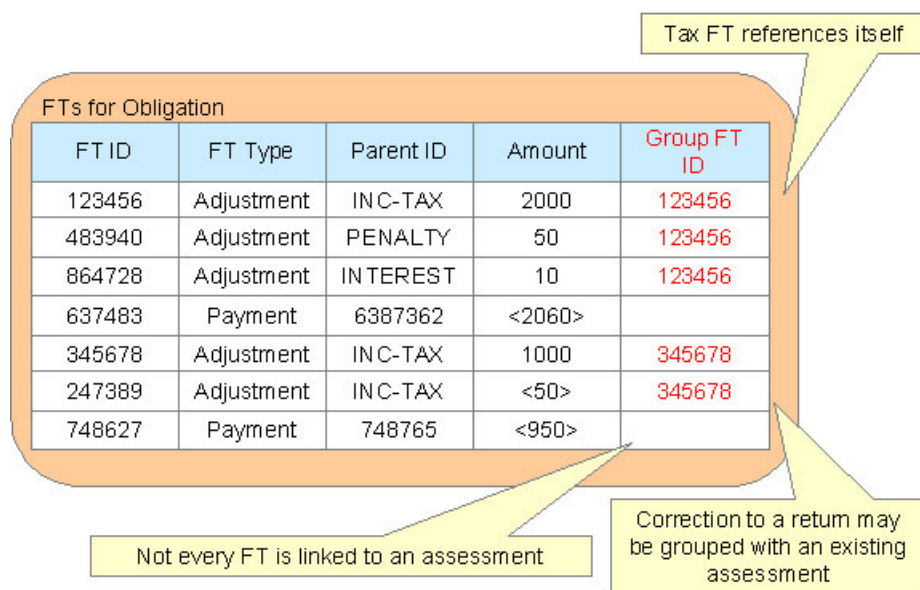 Tax FT references itself
FTs for Obligation
FT ID FT Type Parent ID Amount Group FT
ID
123456 Adjustment INC-TAX 2000 123456
483940 Adjustment PENALTY 50 123456
864728 Adjustment INTEREST 10 123456
637483 Payment 6387362 <2060>
345678 Adjustment INC-TAX 1000 345678
247389 Adjustment INC-TAX <50> 345678
748627 Payment 748765 <950>
Not every FT is linked to an assessment
Correction to a return may
be grouped with an existing
assessment